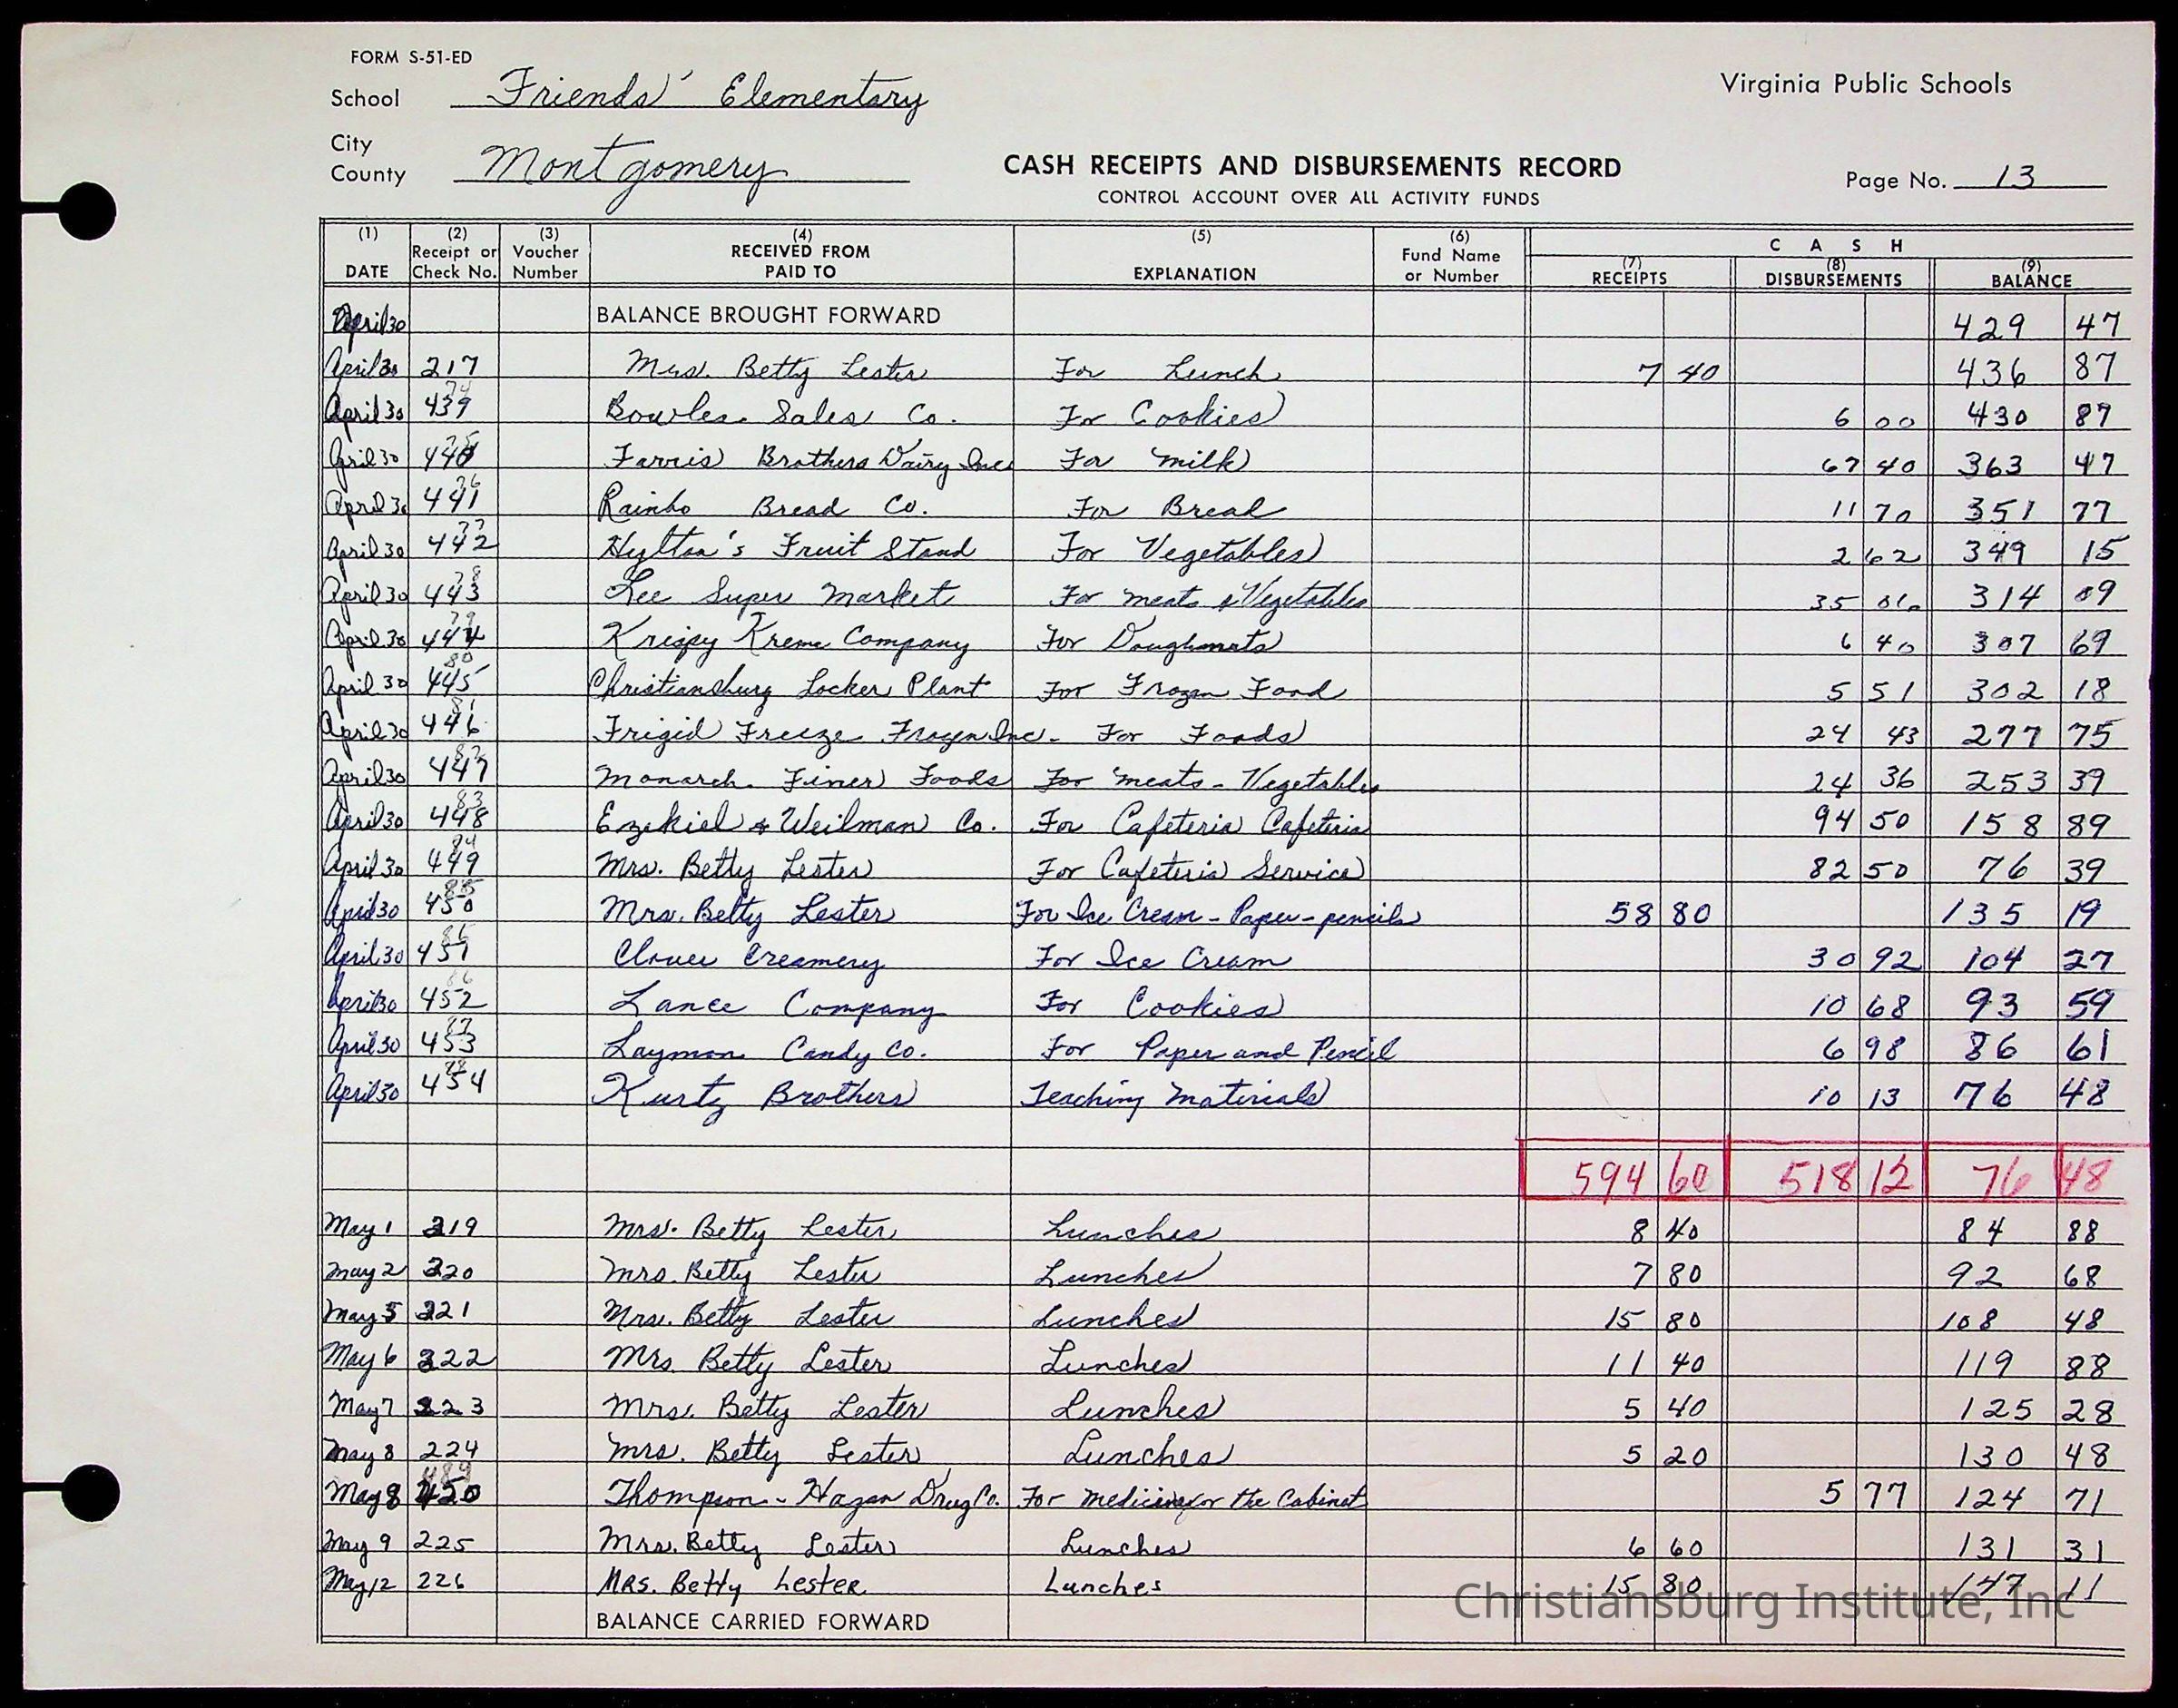 FORM S-51-ED
School Friends' Elementary
Virginia Public Schools
City
County Montgomery
CASH RECEIPTS AND DISBURSEMENTS RECORD
Page No. 13
CONTROL ACCOUNT OVER ALL ACTIVITY FUNDS
(1) DATE (2) Receipt or Check No. (3) Voucher Number (4) RECEIVED FROM PAID TO (5) EXPLANATION (6) Fund Name or Number CASH (7) RECEIPTS (8) DISBURSEMENTS (9) BALANCE
April 30 BALANCE BROUGHT FORWARD 429 47
April 30 217 Mrs. Betty Lester For Lunch 7 40 436 87
April 30 439 Bowles Sales Co. For Cookies 6 00 430 87
April 30 440 Farris Brothers Dairy Inc For Milk 67 40 363 47
April 30 441 Rainbo Bread Co. For Bread 11 70 351 77
April 30 442 Hylton's Fruit Stand For Vegetables 2 62 349 15
April 30 443 Lee Super Market For Meats & Vegetables 35 06 314 09
April 30 444 Krispy Kreme Company For Doughnuts 6 40 307 69
April 30 445 Christiansburg Locker Plant For Frozen Food 5 51 302 18
April 30 446 Frigid Freeze Frozen Inc. For Foods 24 43 277 75
April 30 447 Monarch Finer Foods For Meats - Vegetables 24 36 253 39
April 30 448 Ezekiel & Weilman Co. For Cafeteria Cafeteria 94 50 158 89
April 30 449 Mrs. Betty Lester For Cafeteria Service 82 50 76 39
April 30 450 Mrs. Betty Lester For Ice Cream - Paper - pencils 58 80 135 19
April 30 451 Clover Creamery For Ice Cream 30 92 104 27
April 30 452 Lance Company For Cookies 10 68 93 59
April 30 453 Layman Candy Co. For Paper and Pencil 6 98 86 61
April 30 454 Kurtz Brothers Teaching Materials 10 13 76 48
594 60 518 12 76 48
May 1 219 Mrs. Betty Lester Lunches 8 40 84 88
May 2 220 Mrs. Betty Lester Lunches 7 80 92 68
May 5 221 Mrs. Betty Lester Lunches 15 80 108 48
May 6 222 Mrs. Betty Lester Lunches 11 40 119 88
May 7 223 Mrs. Betty Lester Lunches 5 40 125 28
May 8 224 Mrs. Betty Lester Lunches 5 20 130 48
May 8 Thompson - Hagan Drug Co. For Medicine for the Cabinet 5 77 124 71
May 9 225 Mrs. Betty Lester Lunches 6 60 131 31
May 12 226 MRS. Betty Lester Lunches 15 80 147 11
BALANCE CARRIED FORWARD
Christiansburg Institute, Inc